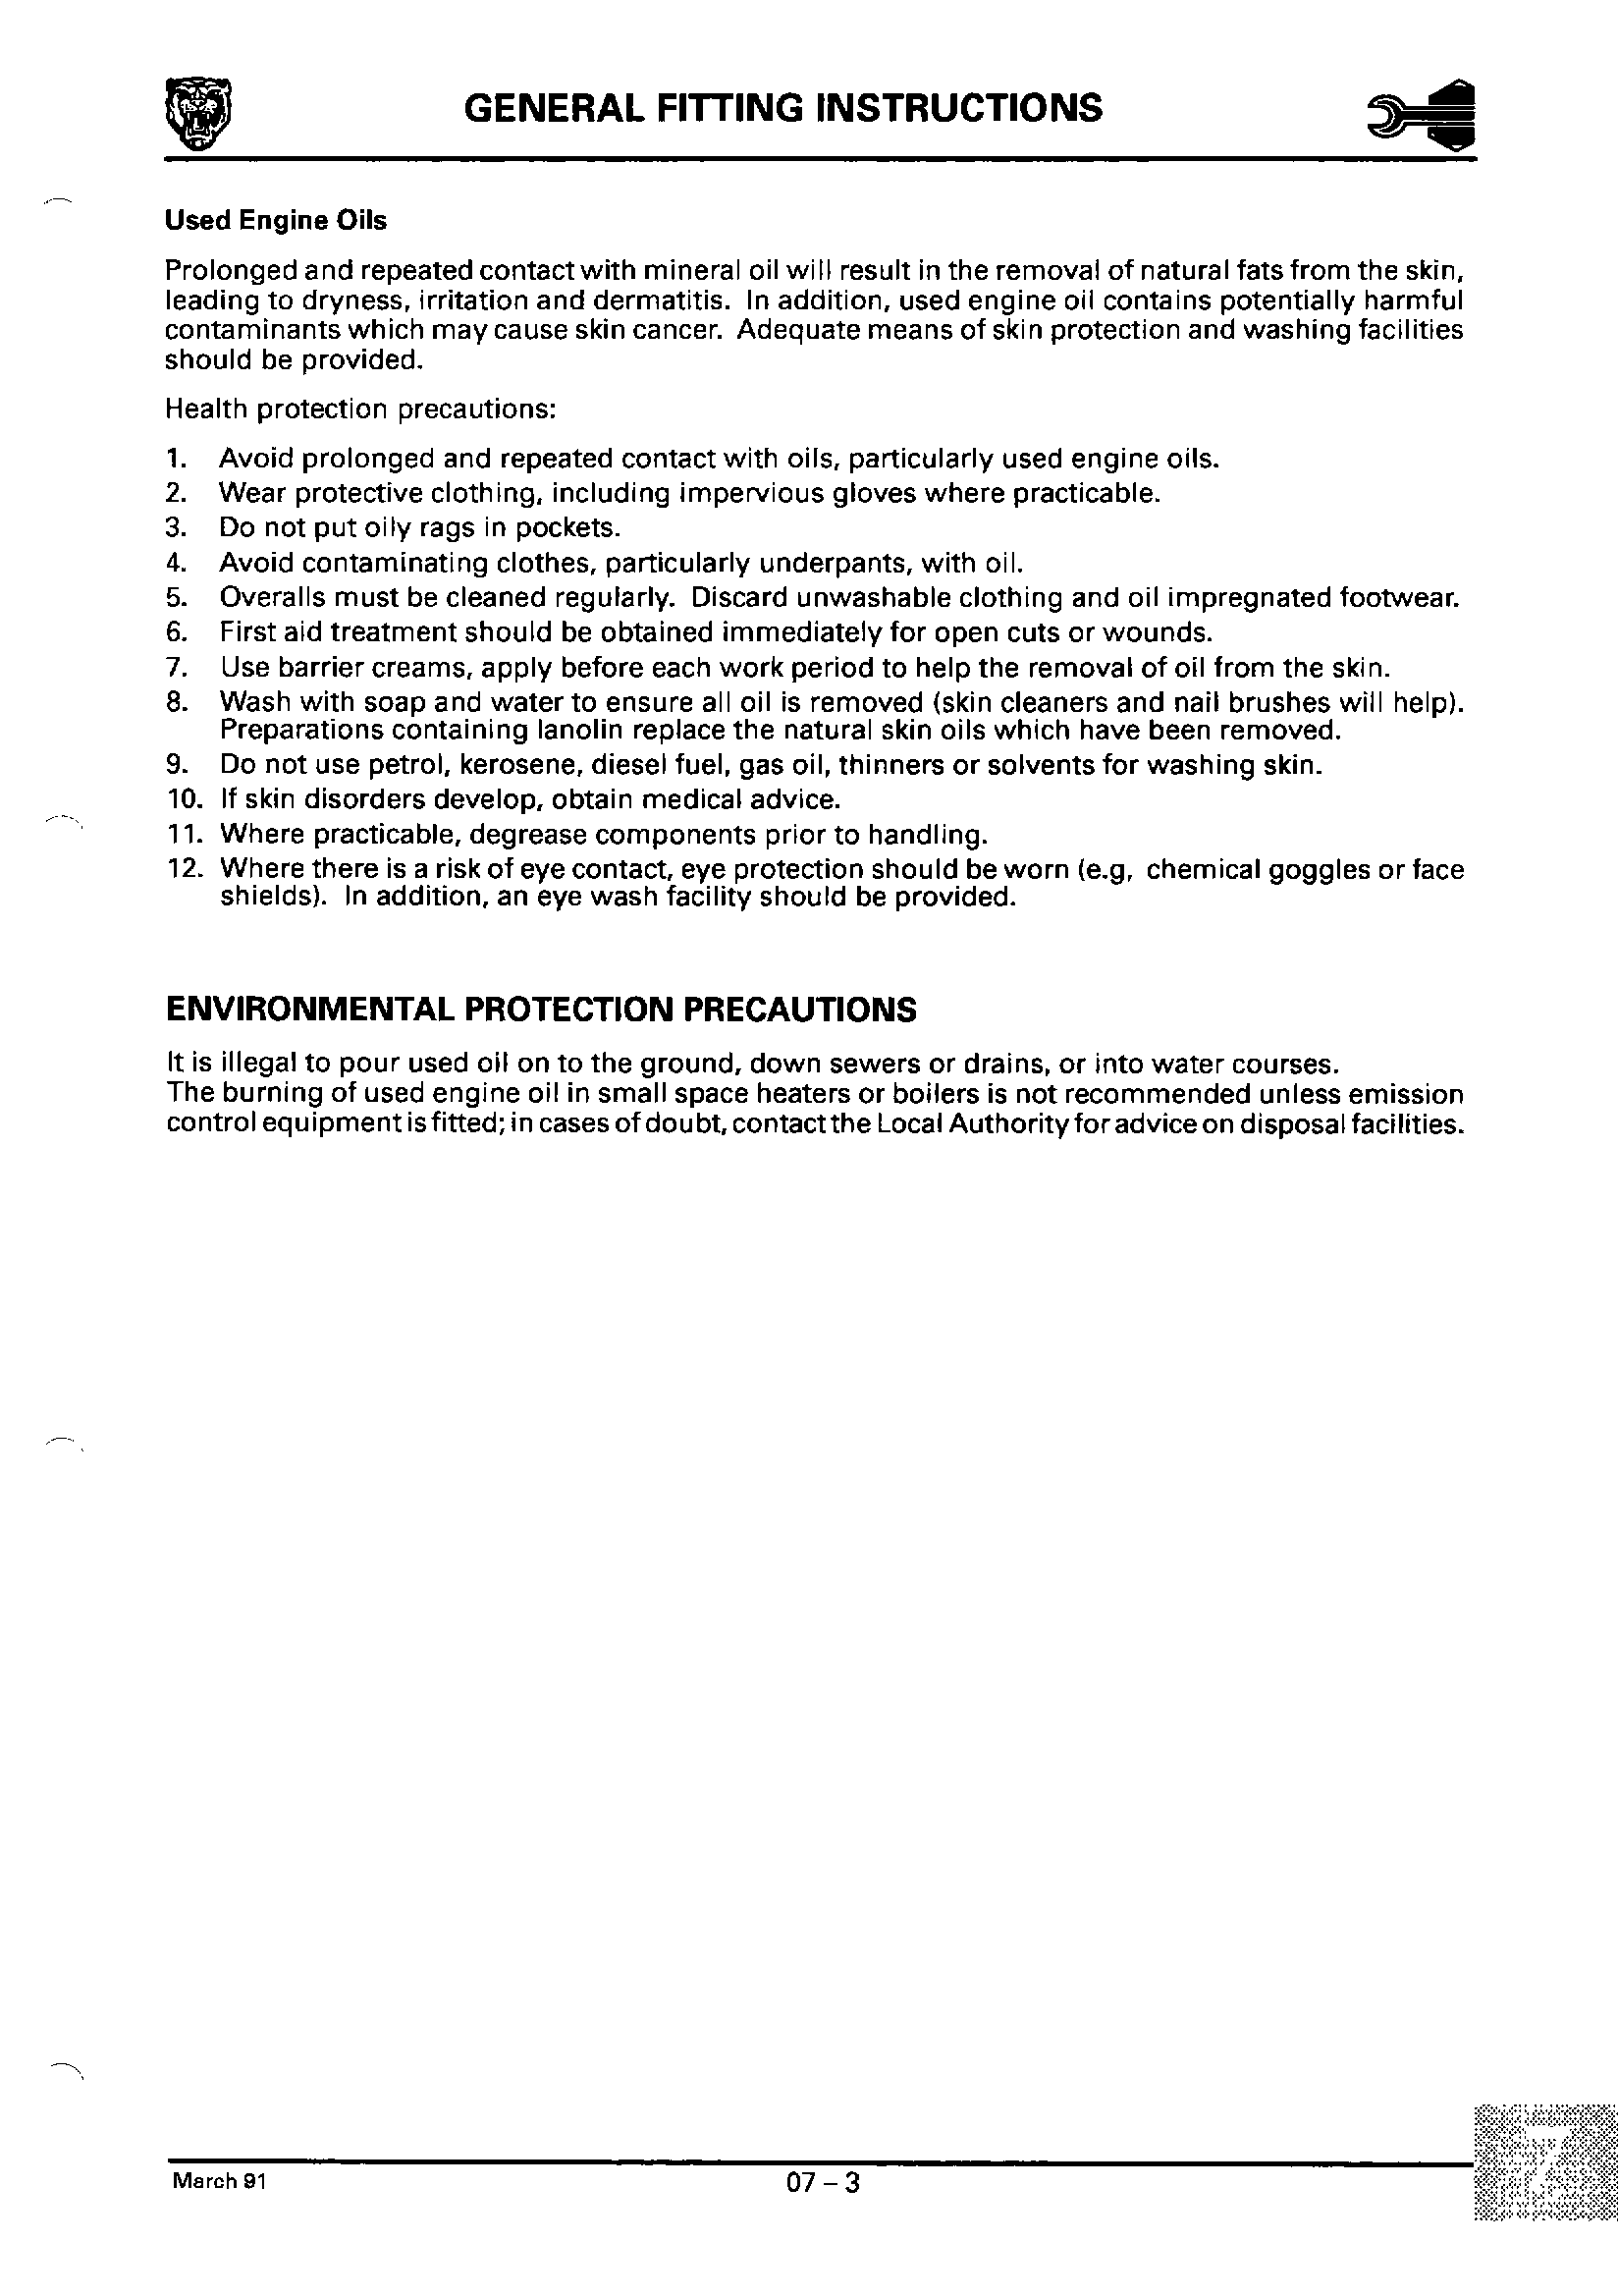 GENERAL FITTING INSTRUCTIONS
Used Engine Oils
Prolonged and repeated contact with mineral oil will result in the removal of natural fats from the skin,
leading to dryness, irritation and dermatitis. In addition, used engine oil contains potentially harmful
contaminants which may cause skin cancer. Adequate means of skin protection and washing facilities
should be provided.
Health protection precautions:
1. Avoid prolonged and repeated contact with oils, particularly used engine oils.
2. Wear protective clothing, including impervious gloves where practicable.
3. Do not put oily rags in pockets.
4. Avoid contaminating clothes, particularly underpants, with oil.
5. Overalls must be cleaned regularly. Discard unwashable clothing and oil impregnated footwear.
6. First aid treatment should be obtained immediately for open cuts or wounds.
7. Use barrier creams, apply before each work period to help the removal of oil from the skin.
8. Wash with soap and water to ensure all oil is removed (skin cleaners and nail brushes will help).
Preparations containing lanolin replace the natural skin oils which have been removed.
9. Do not use petrol, kerosene, diesel fuel, gas oil, thinners or solvents for washing skin.
10. If skin disorders develop, obtain medical advice.
11. Where practicable, degrease components prior to handling.
12. Where there is a risk of eye contact, eye protection should be worn (e.g, chemical goggles or face
shields). In addition, an eye wash facility should be provided.
ENVIRONMENTAL PROTECTION PRECAUTIONS
It is illegal to pour used oil on to the ground, down sewers or drains, or into water courses.
The burning of used engine oil in small space heaters or boilers is not recommended unless emission
control equipment is fitted; in cases of doubt, contact the Local Authority for advice on disposal facilities.
March 91
07 – 3
7